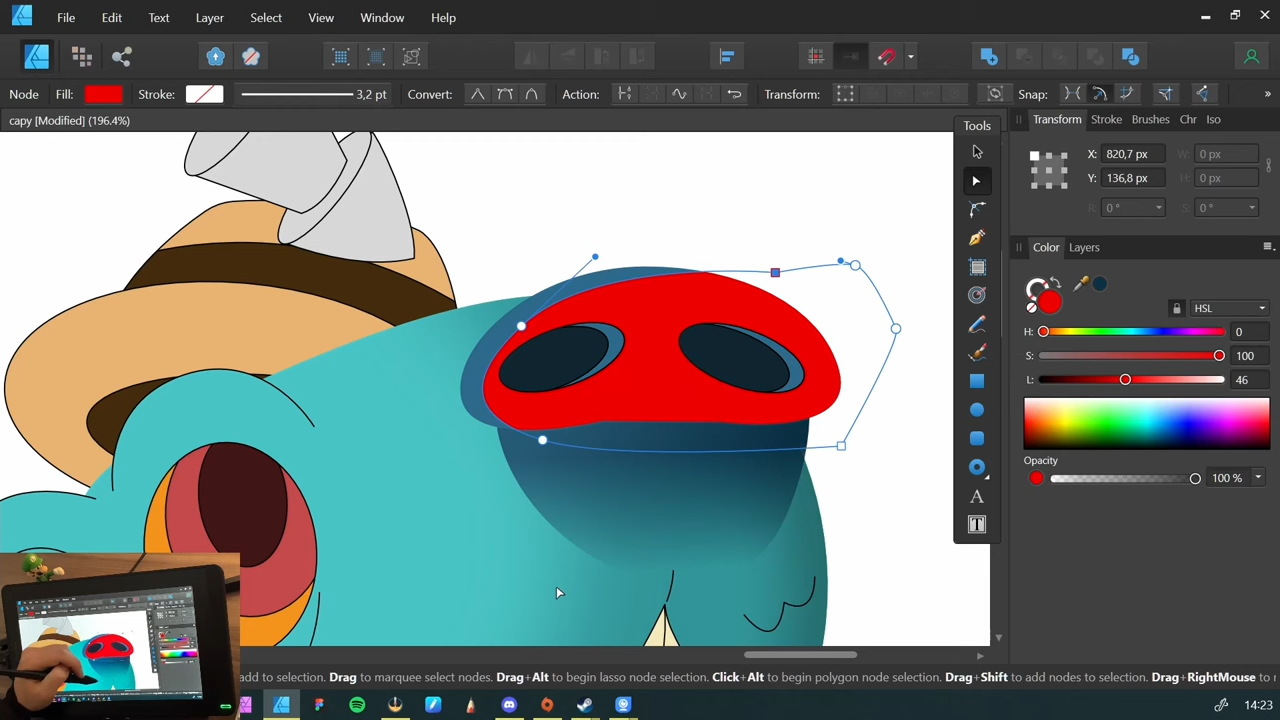 File Edit Text Layer Select View Window Help
Node Fill: Stroke: 3,2 pt Convert: Action: Transform: Snap: »
capy [Modified] (196.4%)
Tools
Transform Stroke Brushes Chr Iso
X: 820,7 px W: 0 px
Y: 136,8 px H: 0 px
R: 0 ° S: 0 °
Color Layers
HSL
H: 0
S: 100
L: 46
Opacity
100 %
A
T
add to selection. Drag to marquee select nodes. Drag+Alt to begin lasso node selection. Click+Alt to begin polygon node selection. Drag+Shift to add nodes to selection. Drag+RightMouse to
14:23